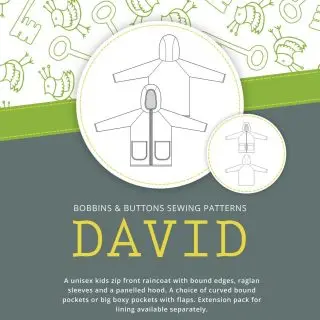 BOBBINS & BUTTONS SEWING PATTERNS
DAVID
A unisex kids zip front raincoat with bound edges, raglan
sleeves and a panelled hood. A choice of curved bound
pockets or big boxy pockets with flaps. Extension pack for
lining available separately.